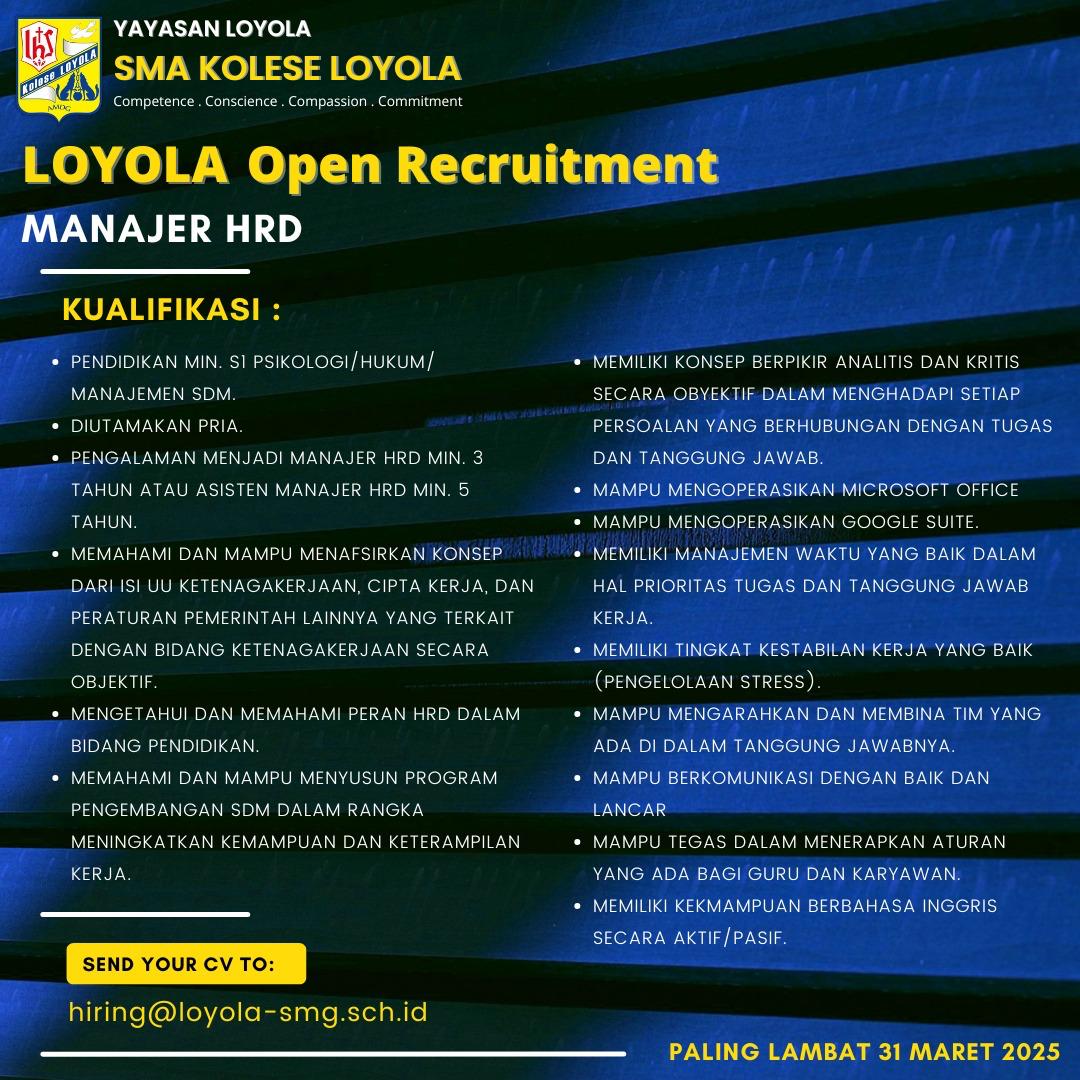 YAYASAN LOYOLA
SMA KOLESE LOYOLA
Competence . Conscience . Compassion . Commitment
Ihs
Kolese LOYOLA
AMDG
LOYOLA Open Recruitment
MANAJER HRD
KUALIFIKASI :
• PENDIDIKAN MIN. S1 PSIKOLOGI/HUKUM/
MANAJEMEN SDM.
• DIUTAMAKAN PRIA.
• PENGALAMAN MENJADI MANAJER HRD MIN. 3
TAHUN ATAU ASISTEN MANAJER HRD MIN. 5
TAHUN.
• MEMAHAMI DAN MAMPU MENAFSIRKAN KONSEP
DARI ISI UU KETENAGAKERJAAN, CIPTA KERJA, DAN
PERATURAN PEMERINTAH LAINNYA YANG TERKAIT
DENGAN BIDANG KETENAGAKERJAAN SECARA
OBJEKTIF.
• MENGETAHUI DAN MEMAHAMI PERAN HRD DALAM
BIDANG PENDIDIKAN.
• MEMAHAMI DAN MAMPU MENYUSUN PROGRAM
PENGEMBANGAN SDM DALAM RANGKA
MENINGKATKAN KEMAMPUAN DAN KETERAMPILAN
KERJA.
• MEMILIKI KONSEP BERPIKIR ANALITIS DAN KRITIS
SECARA OBYEKTIF DALAM MENGHADAPI SETIAP
PERSOALAN YANG BERHUBUNGAN DENGAN TUGAS
DAN TANGGUNG JAWAB.
• MAMPU MENGOPERASIKAN MICROSOFT OFFICE
• MAMPU MENGOPERASIKAN GOOGLE SUITE.
• MEMILIKI MANAJEMEN WAKTU YANG BAIK DALAM
HAL PRIORITAS TUGAS DAN TANGGUNG JAWAB
KERJA.
• MEMILIKI TINGKAT KESTABILAN KERJA YANG BAIK
(PENGELOLAAN STRESS).
• MAMPU MENGARAHKAN DAN MEMBINA TIM YANG
ADA DI DALAM TANGGUNG JAWABNYA.
• MAMPU BERKOMUNIKASI DENGAN BAIK DAN
LANCAR
• MAMPU TEGAS DALAM MENERAPKAN ATURAN
YANG ADA BAGI GURU DAN KARYAWAN.
• MEMILIKI KEKMAMPUAN BERBAHASA INGGRIS
SECARA AKTIF/PASIF.
SEND YOUR CV TO:
hiring@loyola-smg.sch.id
PALING LAMBAT 31 MARET 2025